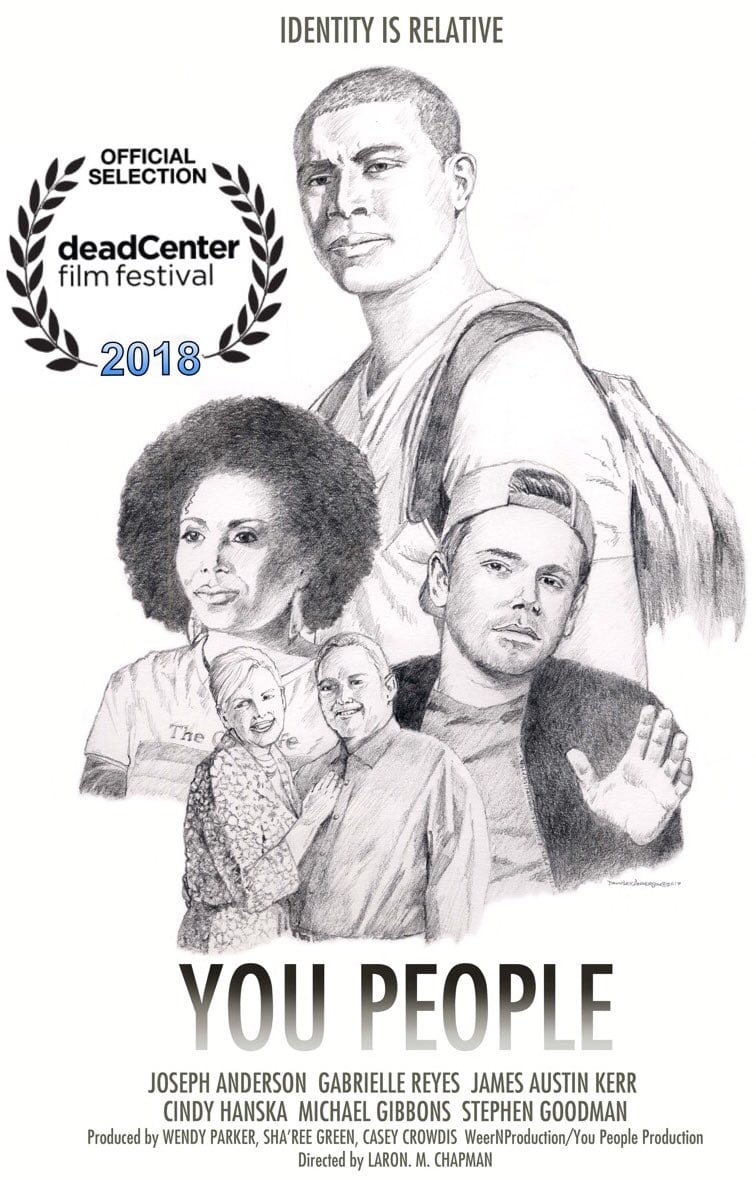 IDENTITY IS RELATIVE
OFFICIAL
SELECTION
deadCenter
film festival
2018
The
YOU PEOPLE
JOSEPH ANDERSON GABRIELLE REYES JAMES AUSTIN KERR
CINDY HANSKA MICHAEL GIBBONS STEPHEN GOODMAN
Produced by WENDY PARKER, SHA'REE GREEN, CASEY CROWDIS WeerNProduction/You People Production
Directed by LARON. M. CHAPMAN